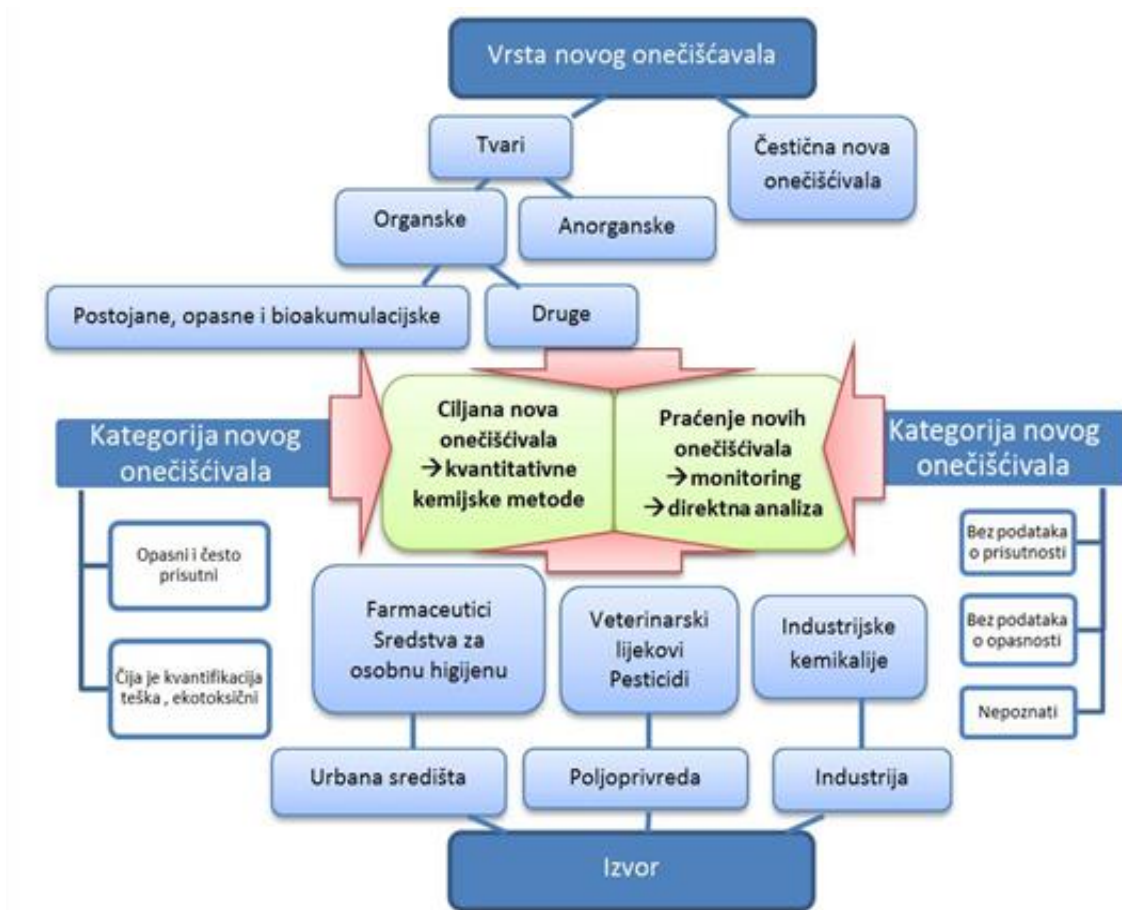 Vrsta novog onečišćavala
Tvari
Čestična nova
onečišćivala
Organske
Anorganske
Postojane, opasne i bioakumulacijske
Druge
Kategorija novog
onečišćivala
Ciljana nova
onečišćivala
→kvantitativne
kemijske metode
Praćenje novih
onečišćivala
→monitoring
→direktna analiza
Kategorija novog
onečišćivala
Opasni i često
prisutni
Čija je kvantifikacija
teška , ekotoksični
Bez podataka
o prisutnosti
Bez podataka
o opasnosti
Nepoznati
Farmaceutici
Sredstva za
osobnu higijenu
Veterinarski
lijekovi
Pesticidi
Industrijske
kemikalije
Urbana središta
Poljoprivreda
Industrija
Izvor